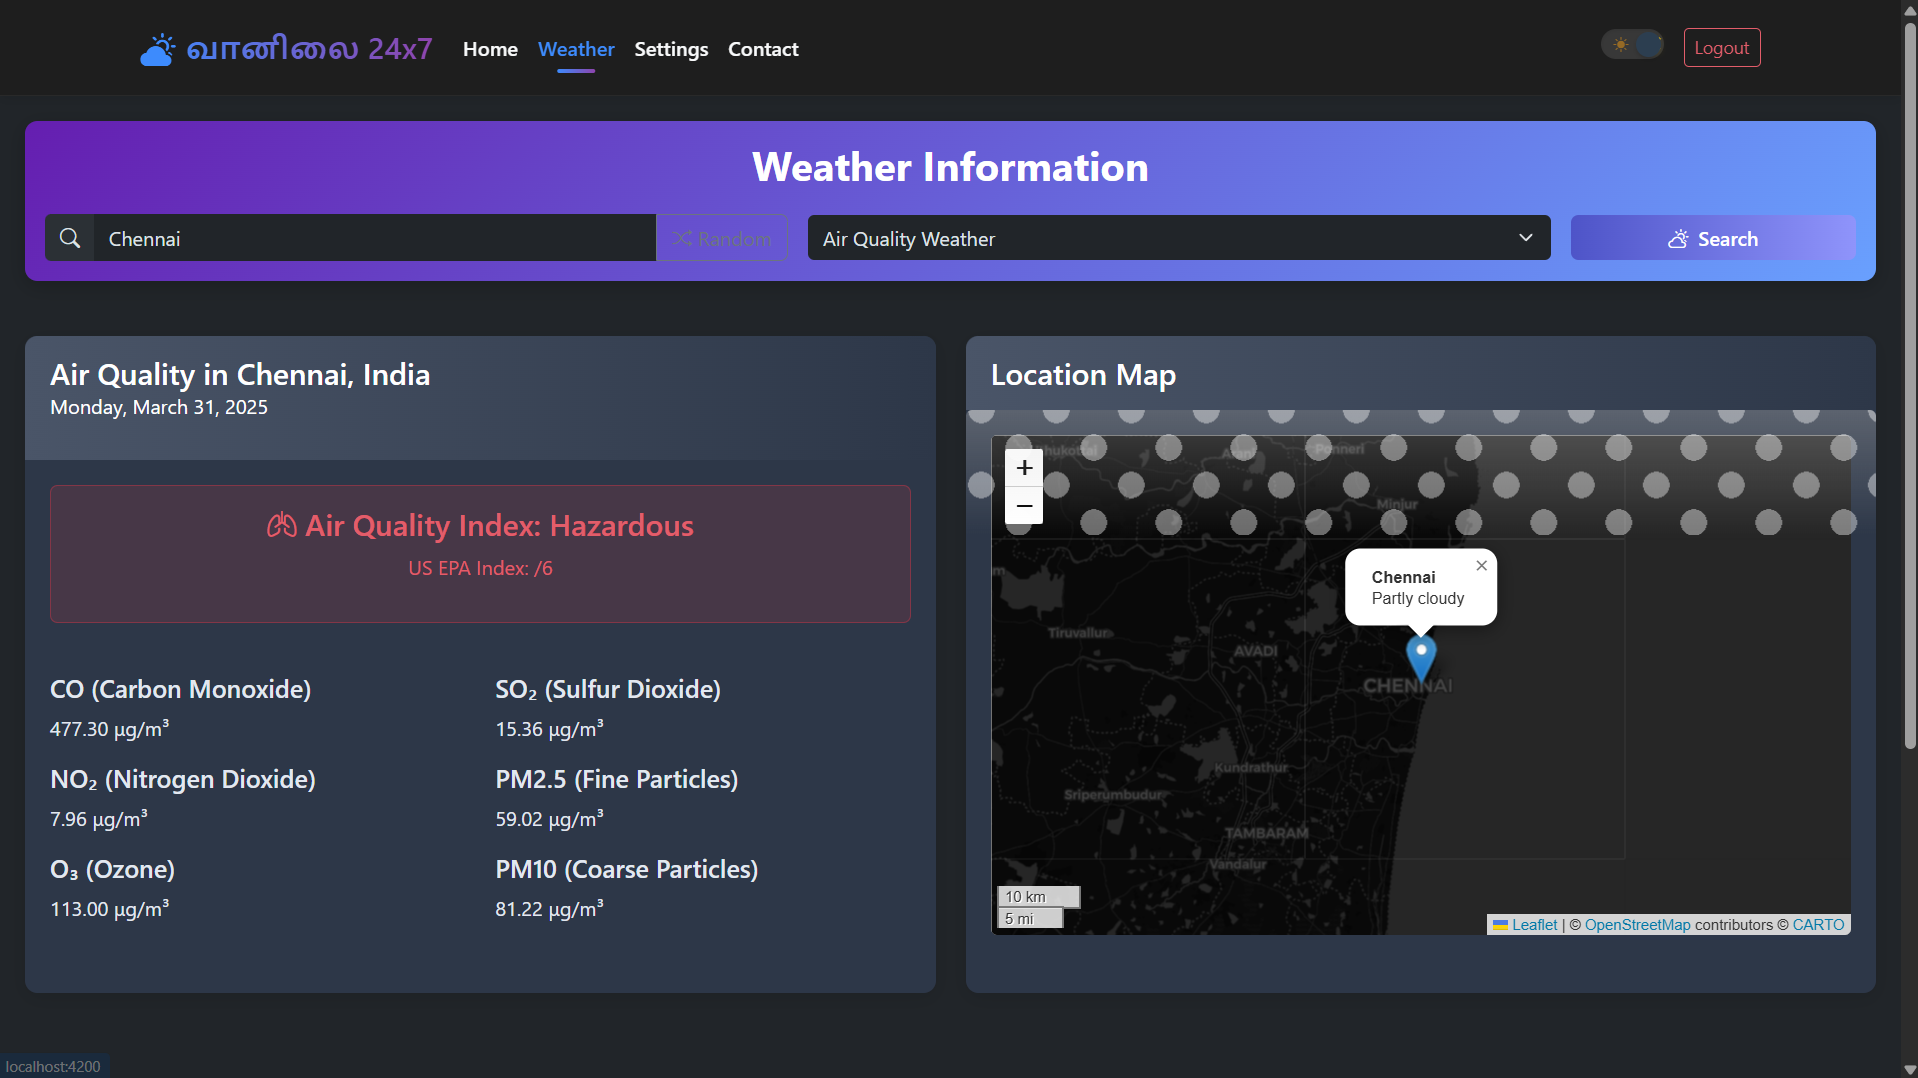 வானிலை 24x7
Home
Weather
Settings
Contact
Logout
Weather Information
Chennai
Random
Air Quality Weather
Search
Air Quality in Chennai, India
Monday, March 31, 2025
Air Quality Index: Hazardous
US EPA Index: /6
CO (Carbon Monoxide)
477.30 μg/m³
SO₂ (Sulfur Dioxide)
15.36 μg/m³
NO₂ (Nitrogen Dioxide)
7.96 μg/m³
PM2.5 (Fine Particles)
59.02 μg/m³
O₃ (Ozone)
113.00 μg/m³
PM10 (Coarse Particles)
81.22 μg/m³
Location Map
+
−
Ponneri
Minjur
Chennai
×
Partly cloudy
Tiruvallur
AVADI
CHENNAI
Kundrathur
Sriperumbudur
TAMBARAM
Vandalur
10 km
5 mi
Leaflet | © OpenStreetMap contributors © CARTO
localhost:4200